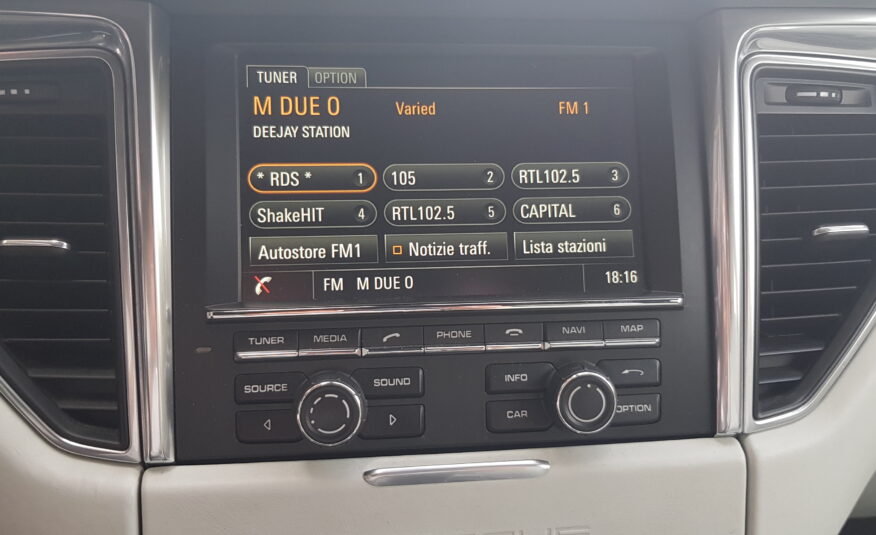 TUNER OPTION
M DUE O Varied FM 1
DEEJAY STATION
* RDS * 1 105 2 RTL102.5 3
ShakeHIT 4 RTL102.5 5 CAPITAL 6
Autostore FM1 Notizie traff. Lista stazioni
FM M DUE O 18:16
TUNER MEDIA PHONE NAVI MAP
SOURCE SOUND INFO
CAR OPTION